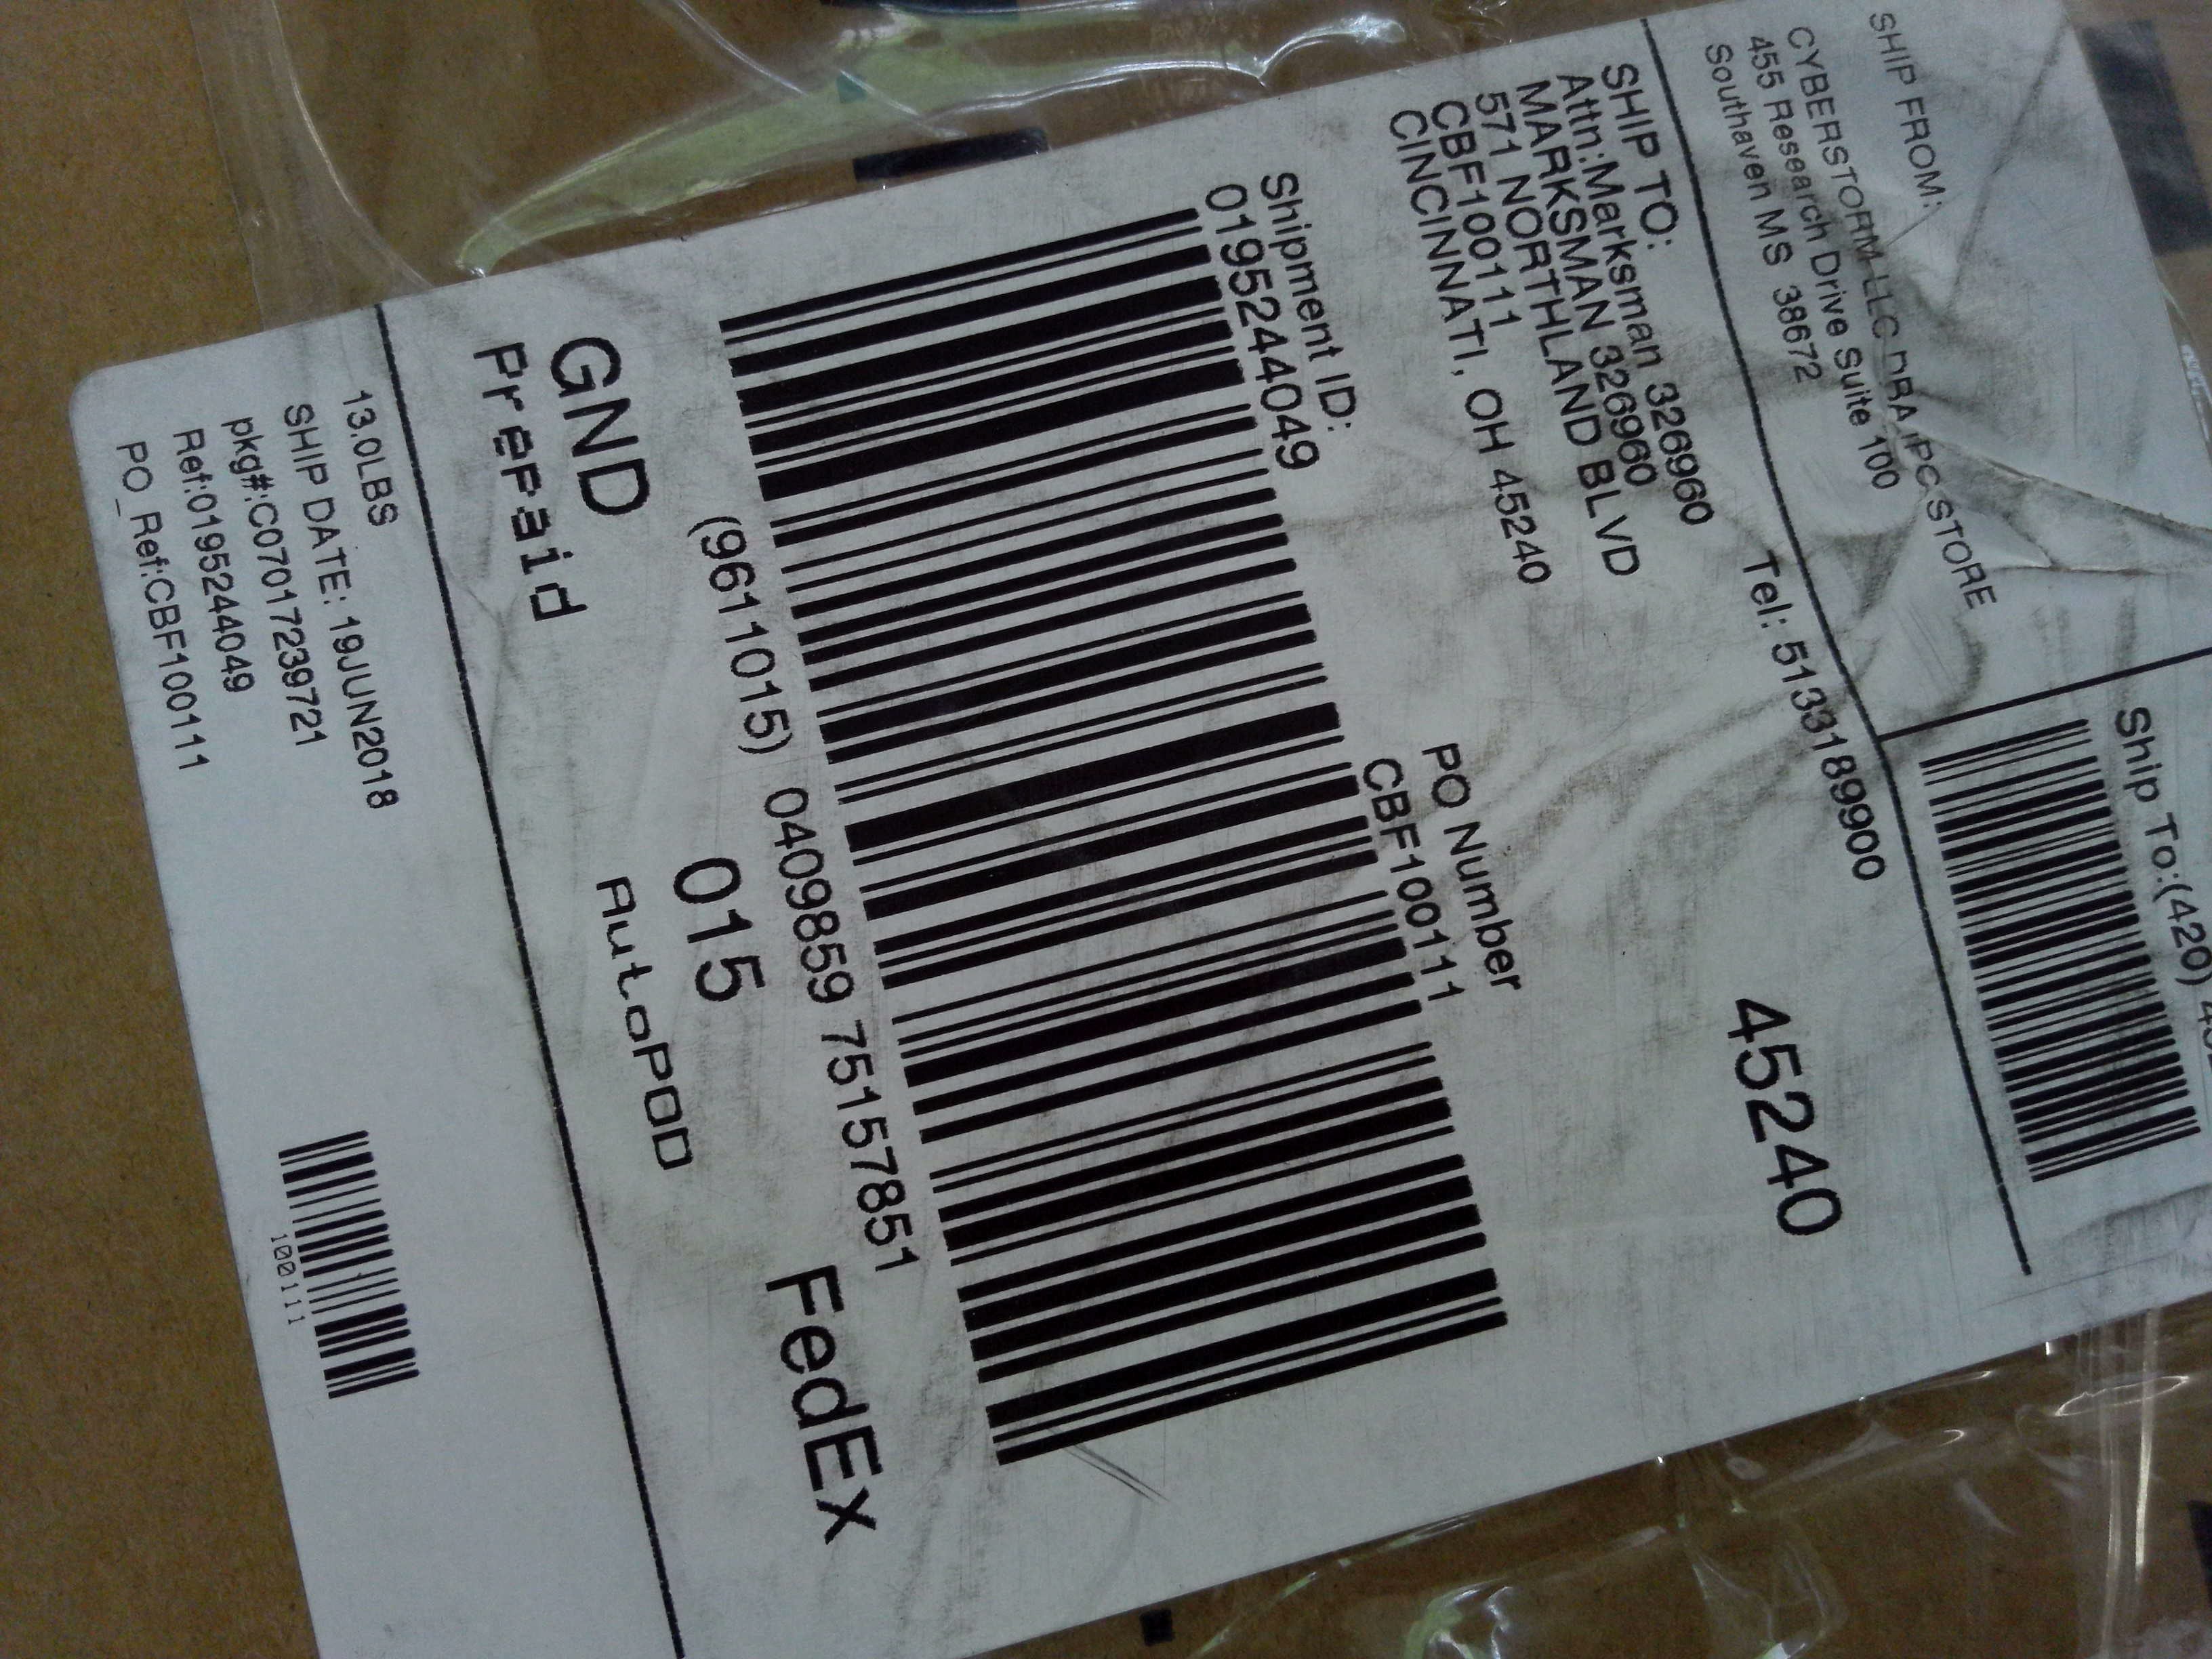 SHIP FROM:
CYBERSTORM LLC DBA IPC STORE
455 Research Drive Suite 100
Southaven MS 38672
Ship To:(420)
SHIP TO:
Attn:Marksman 326960
MARKSMAN 326960
571 NORTHLAND BLVD
CBF100111
CINCINNATI, OH 45240
Tel: 5133189900
45240
Shipment ID:
0195244049
PO Number
CBF100111
(9611015) 0409859 75157851
GND
Prepaid
015
AutoPOD
FedEx
13.0LBS
SHIP DATE: 19JUN2018
pkg#:C07017239721
Ref:0195244049
PO_Ref:CBF100111
100111